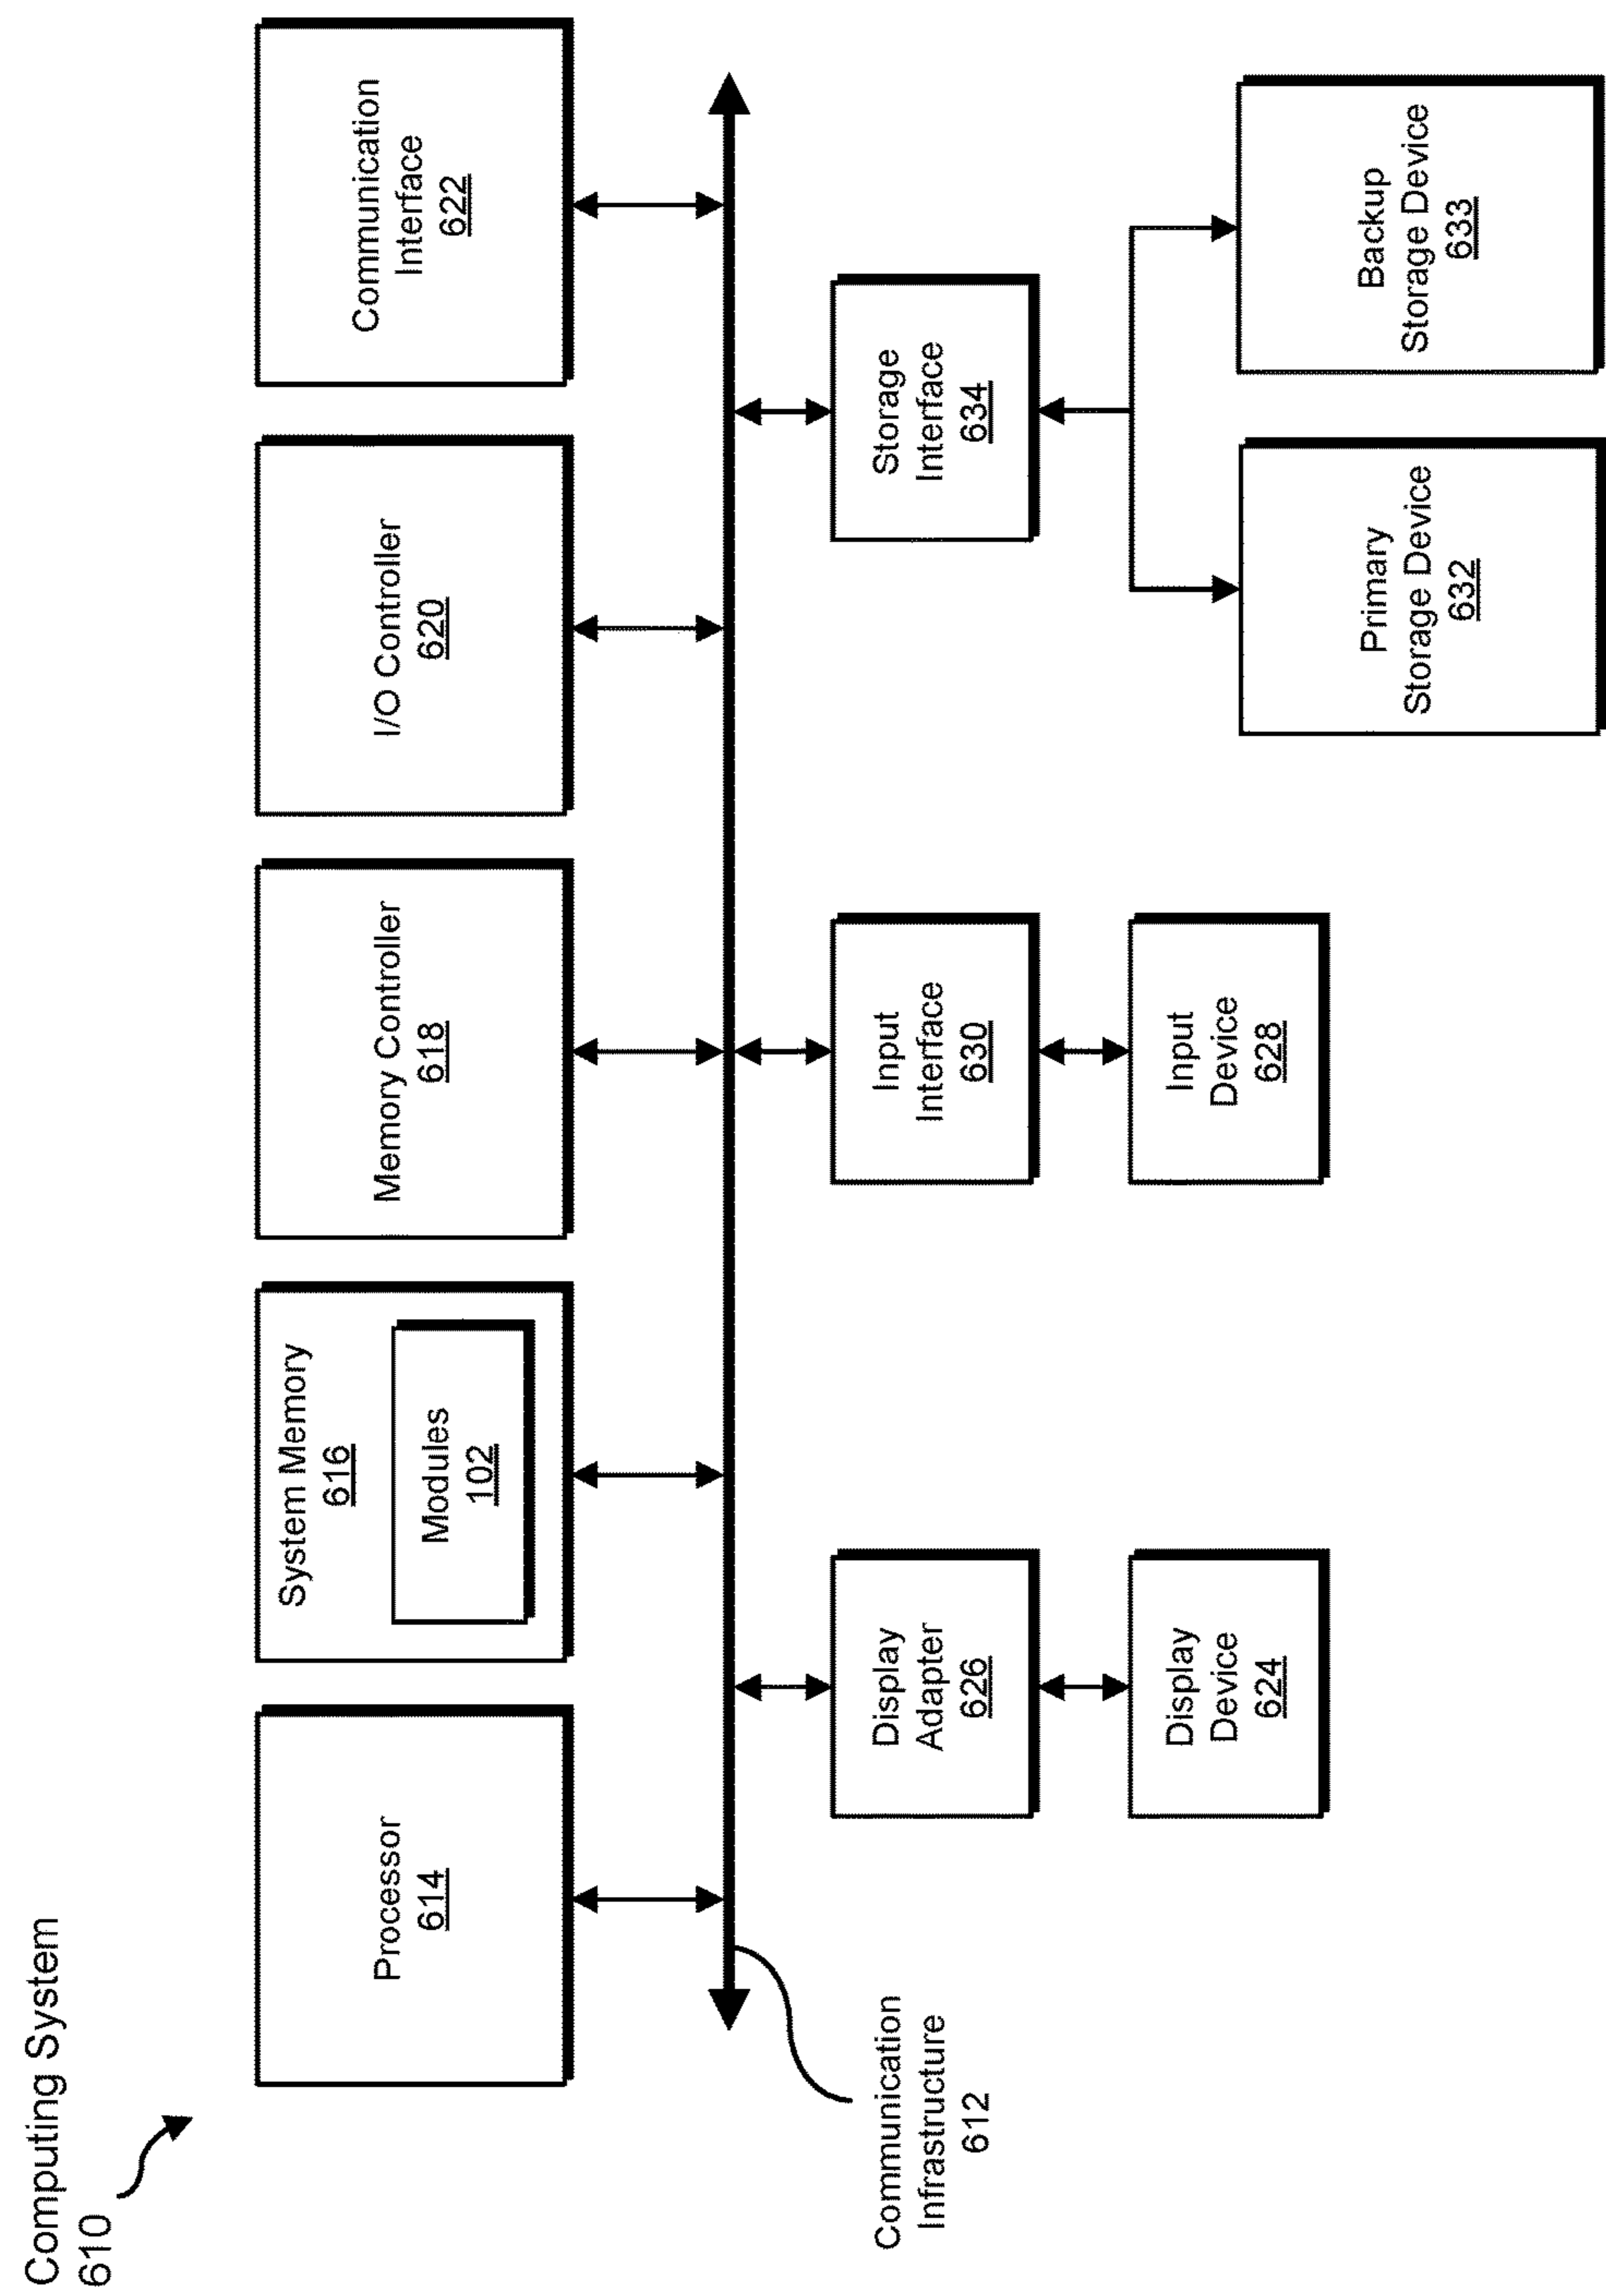 Computing System
610
Processor
614
System Memory
616
Modules
102
Memory Controller
618
I/O Controller
620
Communication
Interface
622
Communication
Infrastructure
612
Display
Adapter
626
Input
Interface
630
Storage
Interface
634
Display
Device
624
Input
Device
628
Primary
Storage Device
632
Backup
Storage Device
633